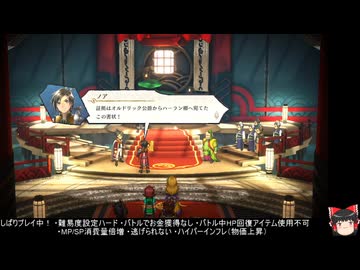 ノア
証拠はオルドリック公爵からハーラン様へ宛てた
この書状！
しばりプレイ中！・難易度設定ハード・バトルでお金獲得なし・バトル中HP回復アイテム使用不可
・MP/SP消費量倍増・逃げられない・ハイパーインフレ（物価上昇）